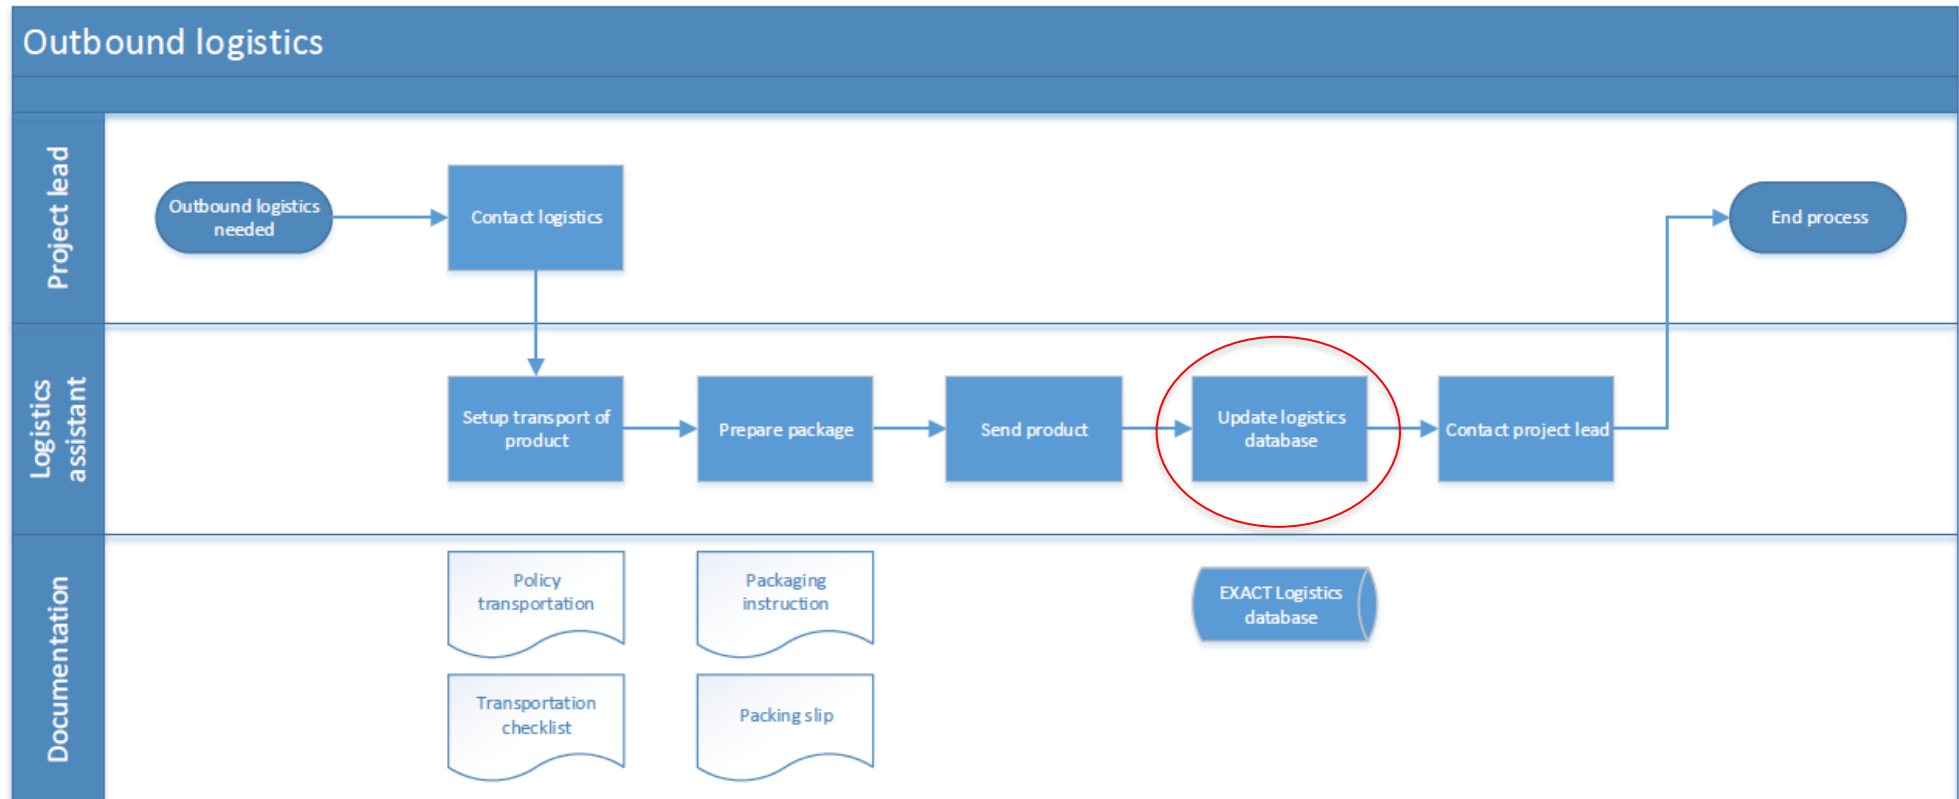 Outbound logistics
Project lead
Outbound logistics
needed
Contact logistics
End process
Logistics
assistant
Setup transport of
product
Prepare package
Send product
Update logistics
database
Contact project lead
Documentation
Policy
transportation
Packaging
instruction
EXACT Logistics
database
Transportation
checklist
Packing slip